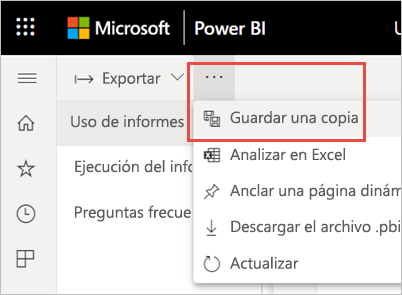 Microsoft Power BI
Exportar ...
Guardar una copia
Uso de informes
Analizar en Excel
Ejecución del info
Anclar una página dinám
Preguntas frecue
Descargar el archivo .pbi
Actualizar